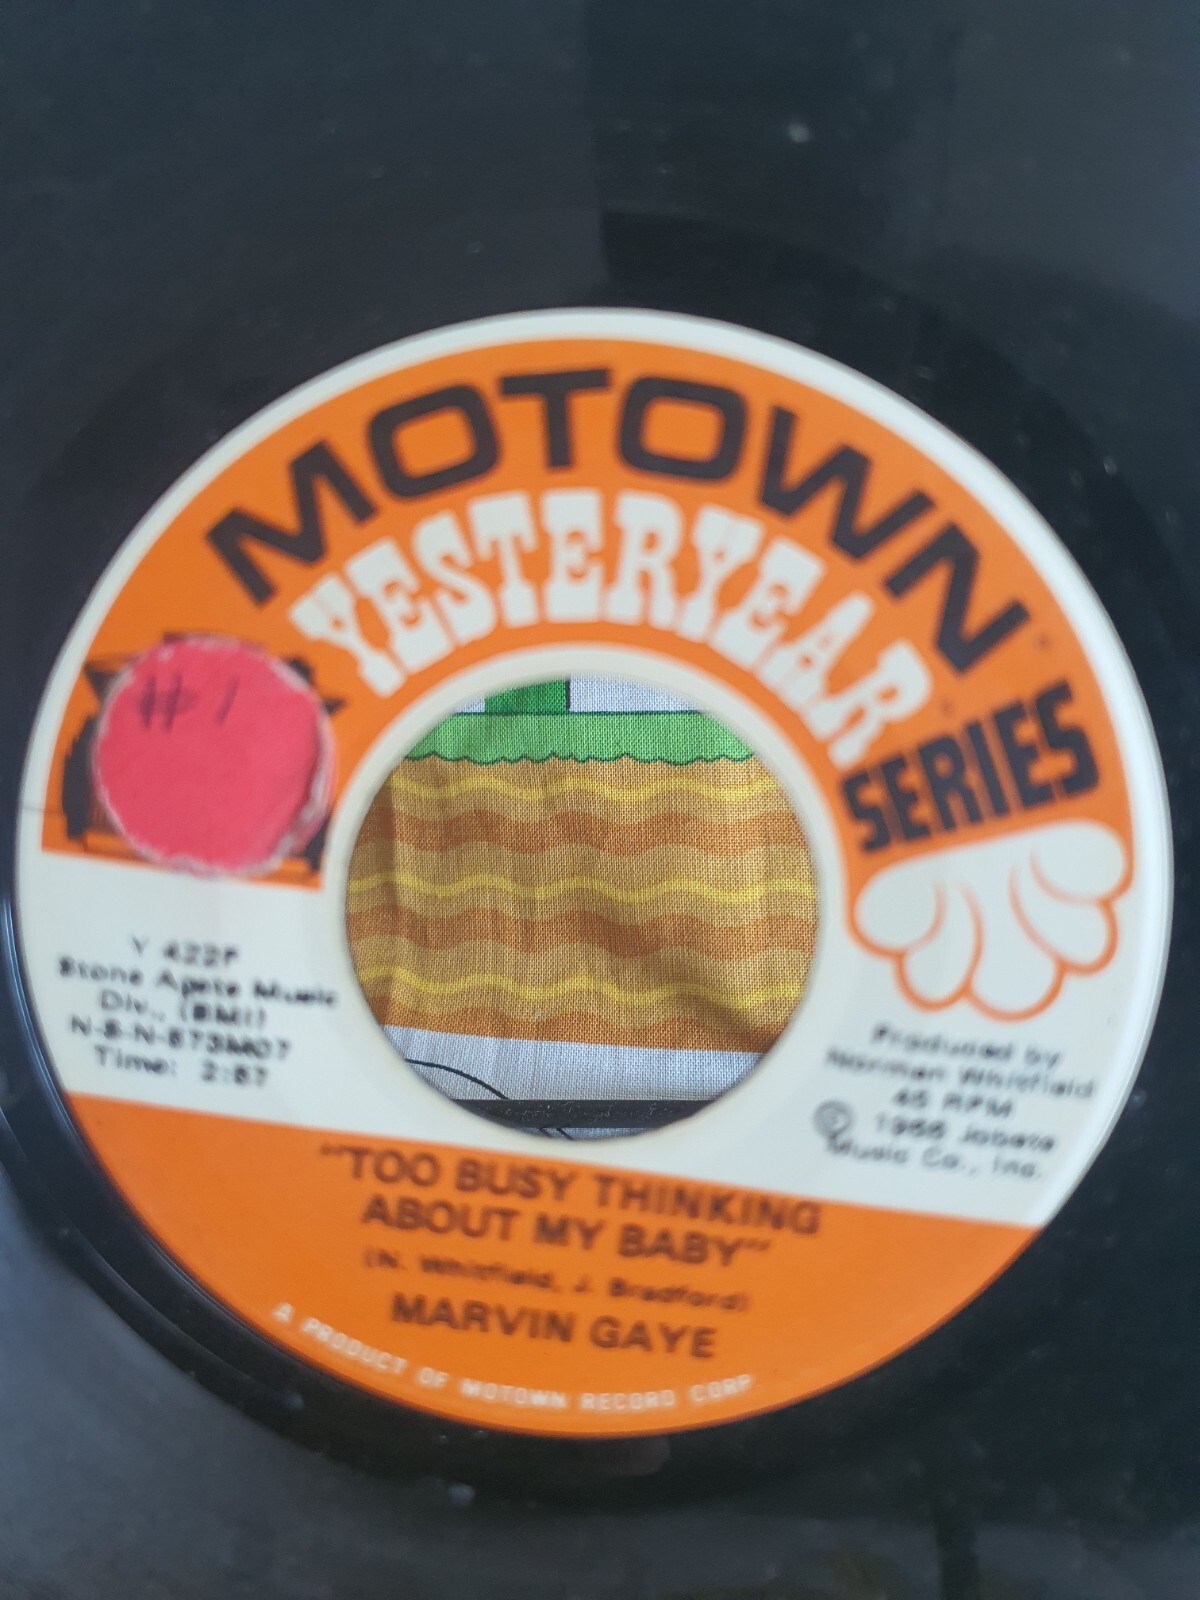 MOTOWN
YESTERYEAR
SERIES
#1
Y 422F
Stone Agate Music
Div., (BMI)
N-S-N-573M07
Time: 2:57
Produced by
Norman Whitfield
45 RPM
© 1966 Jobete
Music Co., Inc.
"TOO BUSY THINKING
ABOUT MY BABY"
(N. Whitfield, J. Bradford)
MARVIN GAYE
A PRODUCT OF MOTOWN RECORD CORP.